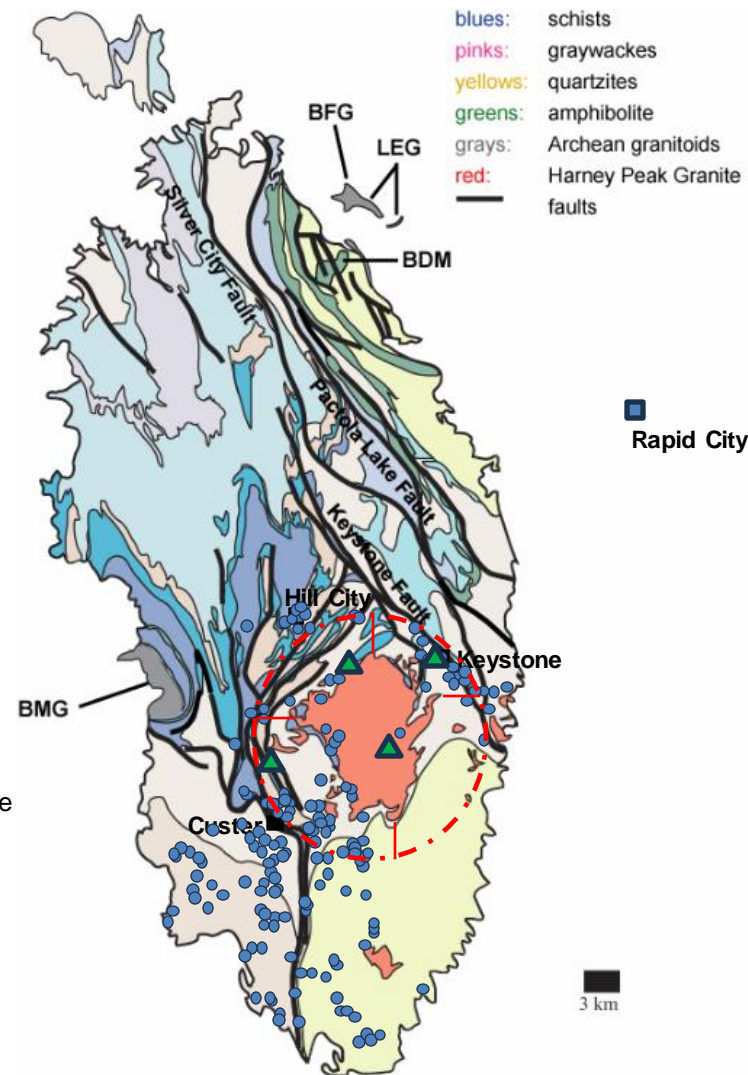 blues: schists
pinks: graywackes
yellows: quartzites
greens: amphibolite
grays: Archean granitoids
red: Harney Peak Granite
faults
BFG
LEG
Silver City Fault
BDM
Pactola Lake Fault
Rapid City
Keystone Fault
Hill City
Keystone
BMG
e
Custer
3 km